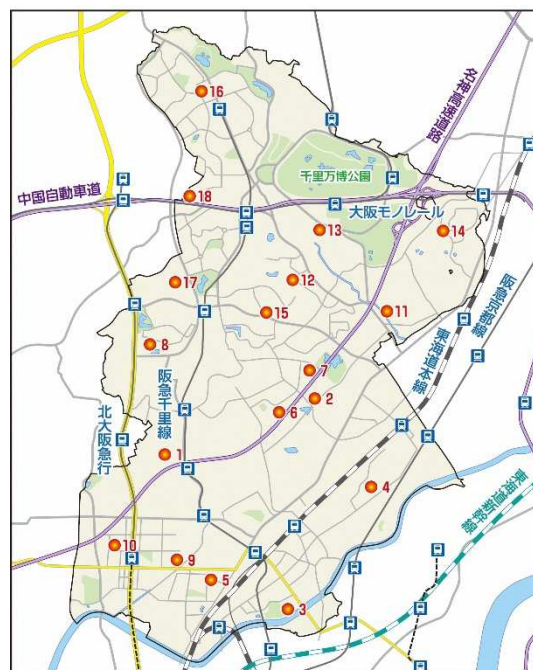 16
名神高速道路
千里万博公園
中国自動車道
18
大阪モノレール
13
14
17
12
15
11
阪急京都線
東海道本線
8
阪急千里線
7
2
6
北大阪急行
1
4
東海道新幹線
10
9
5
3